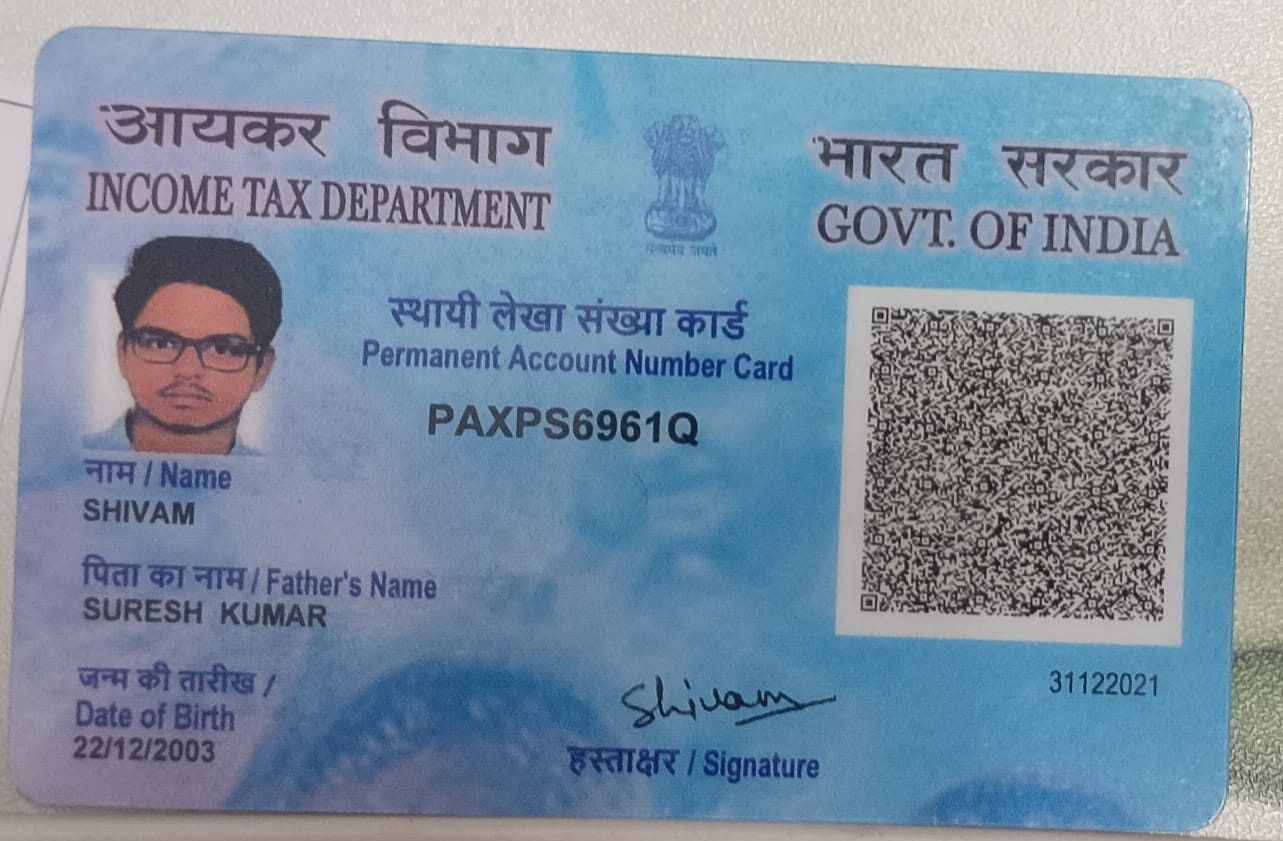 आयकर विभाग
INCOME TAX DEPARTMENT
भारत सरकार
GOVT. OF INDIA
सत्यमेव जयते
स्थायी लेखा संख्या कार्ड
Permanent Account Number Card
PAXPS6961Q
नाम / Name
SHIVAM
पिता का नाम / Father's Name
SURESH KUMAR
जन्म की तारीख /
Date of Birth
22/12/2003
Shivam
हस्ताक्षर / Signature
31122021